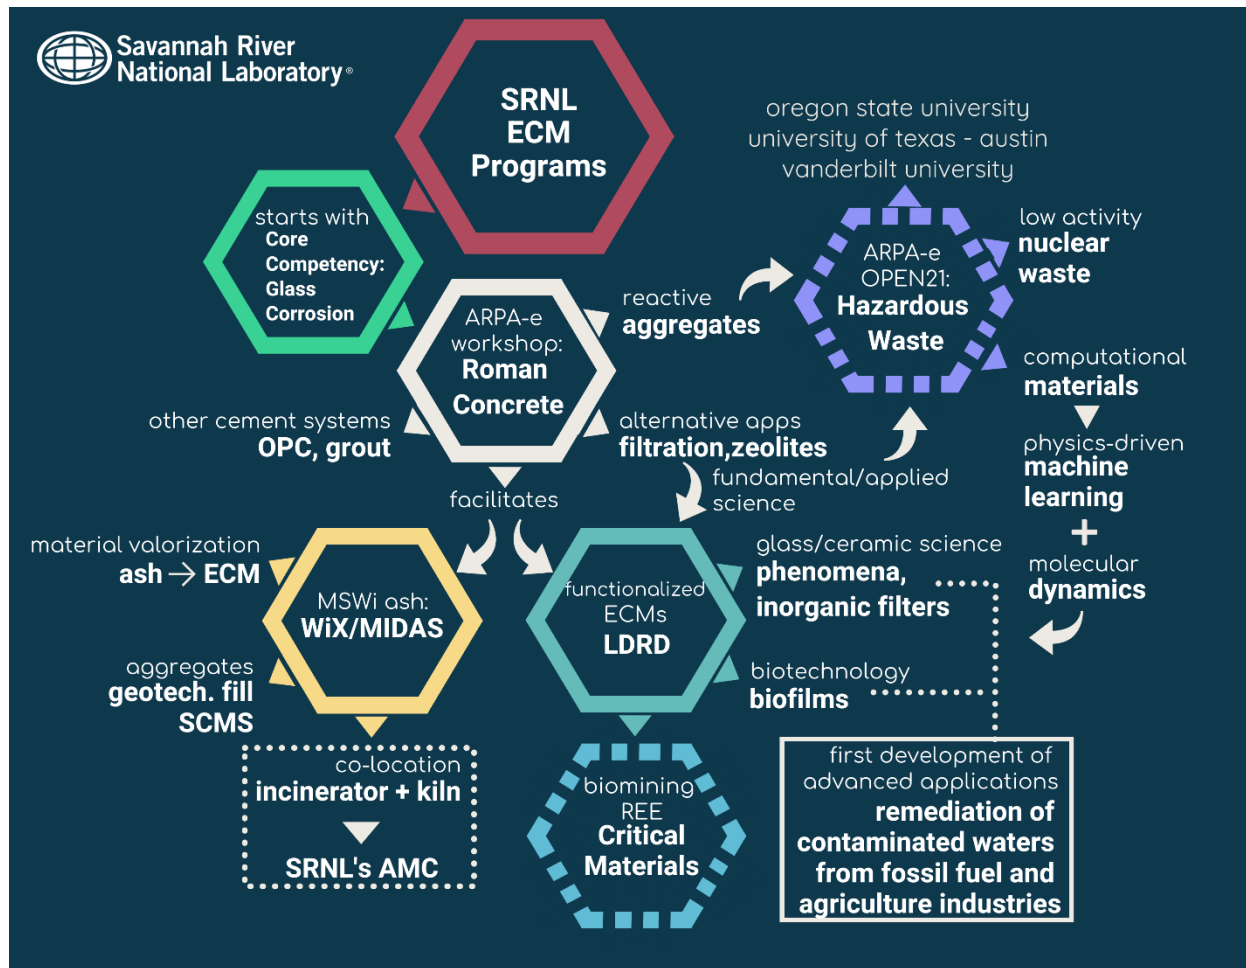 Savannah River
National Laboratory®
SRNL
ECM
Programs
starts with
Core
Competency:
Glass
Corrosion
oregon state university
university of texas - austin
vanderbilt university
ARPA-e
OPEN21:
Hazardous
Waste
low activity
nuclear
waste
ARPA-e
workshop:
Roman
Concrete
reactive
aggregates
computational
materials
other cement systems
OPC, grout
alternative apps
filtration,zeolites
physics-driven
machine
learning
+
molecular
dynamics
facilitates
fundamental/applied
science
material valorization
ash → ECM
MSWi ash:
WiX/MIDAS
aggregates
geotech. fill
SCMS
functionalized
ECMs
LDRD
glass/ceramic science
phenomena,
inorganic filters
biotechnology
biofilms
co-location
incinerator + kiln
SRNL's AMC
biomining
REE
Critical
Materials
first development of
advanced applications
remediation of
contaminated waters
from fossil fuel and
agriculture industries